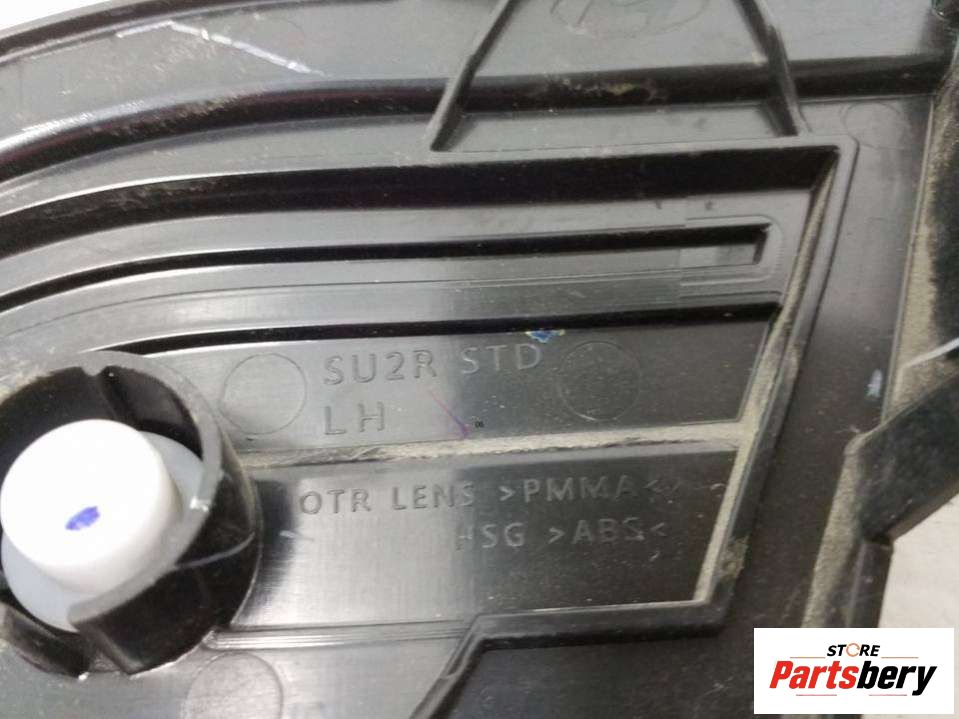 SU2R STD
LH
OTR LENS >PMMA<
HSG >ABS<
STORE
Partsbery